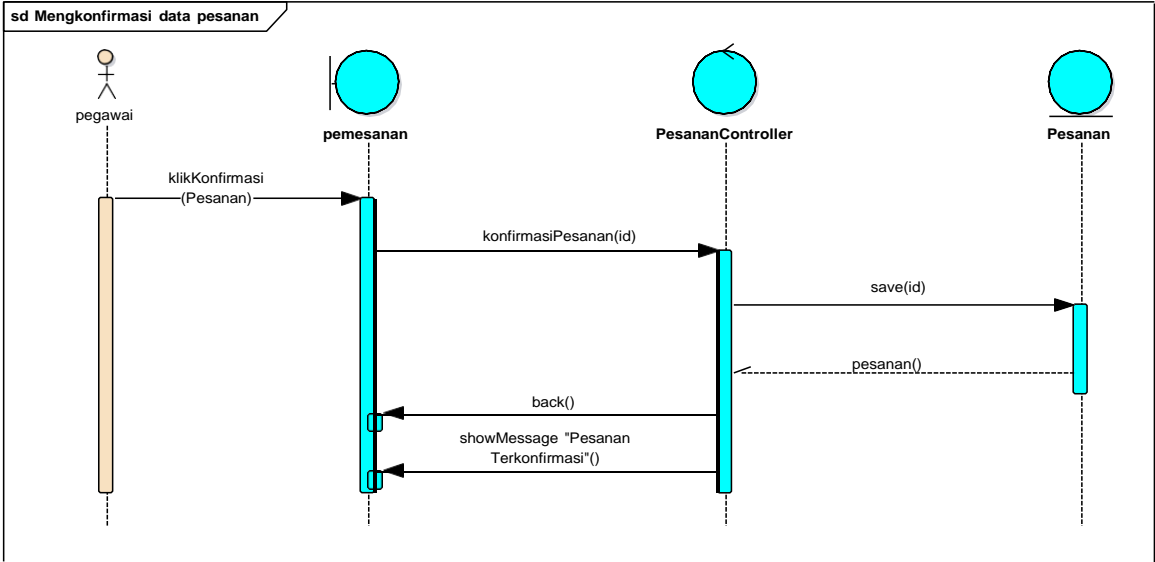 sd Mengkonfirmasi data pesanan
pegawai
pemesanan
PesananController
Pesanan
klikKonfirmasi
(Pesanan)
konfirmasiPesanan(id)
save(id)
pesanan()
back()
showMessage "Pesanan
Terkonfirmasi"()